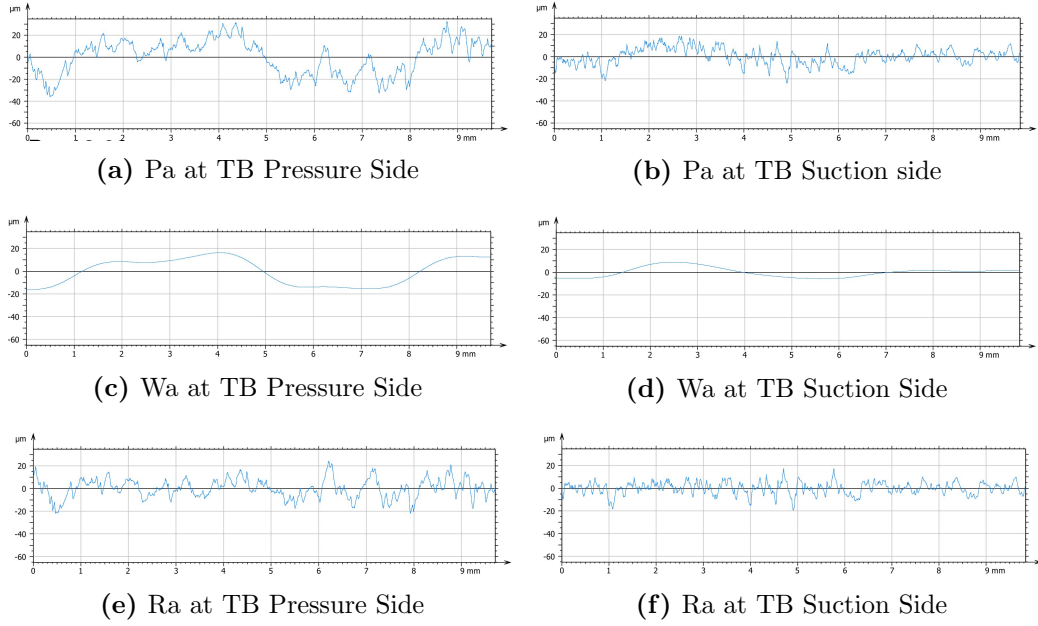 µm
20
0
-20
-40
-60
0 1 2 3 4 5 6 7 8 9 mm
(a) Pa at TB Pressure Side
µm
20
0
-20
-40
-60
0 1 2 3 4 5 6 7 8 9 mm
(b) Pa at TB Suction side
µm
20
0
-20
-40
-60
0 1 2 3 4 5 6 7 8 9 mm
(c) Wa at TB Pressure Side
µm
20
0
-20
-40
-60
0 1 2 3 4 5 6 7 8 9 mm
(d) Wa at TB Suction Side
µm
20
0
-20
-40
-60
0 1 2 3 4 5 6 7 8 9 mm
(e) Ra at TB Pressure Side
µm
20
0
-20
-40
-60
0 1 2 3 4 5 6 7 8 9 mm
(f) Ra at TB Suction Side